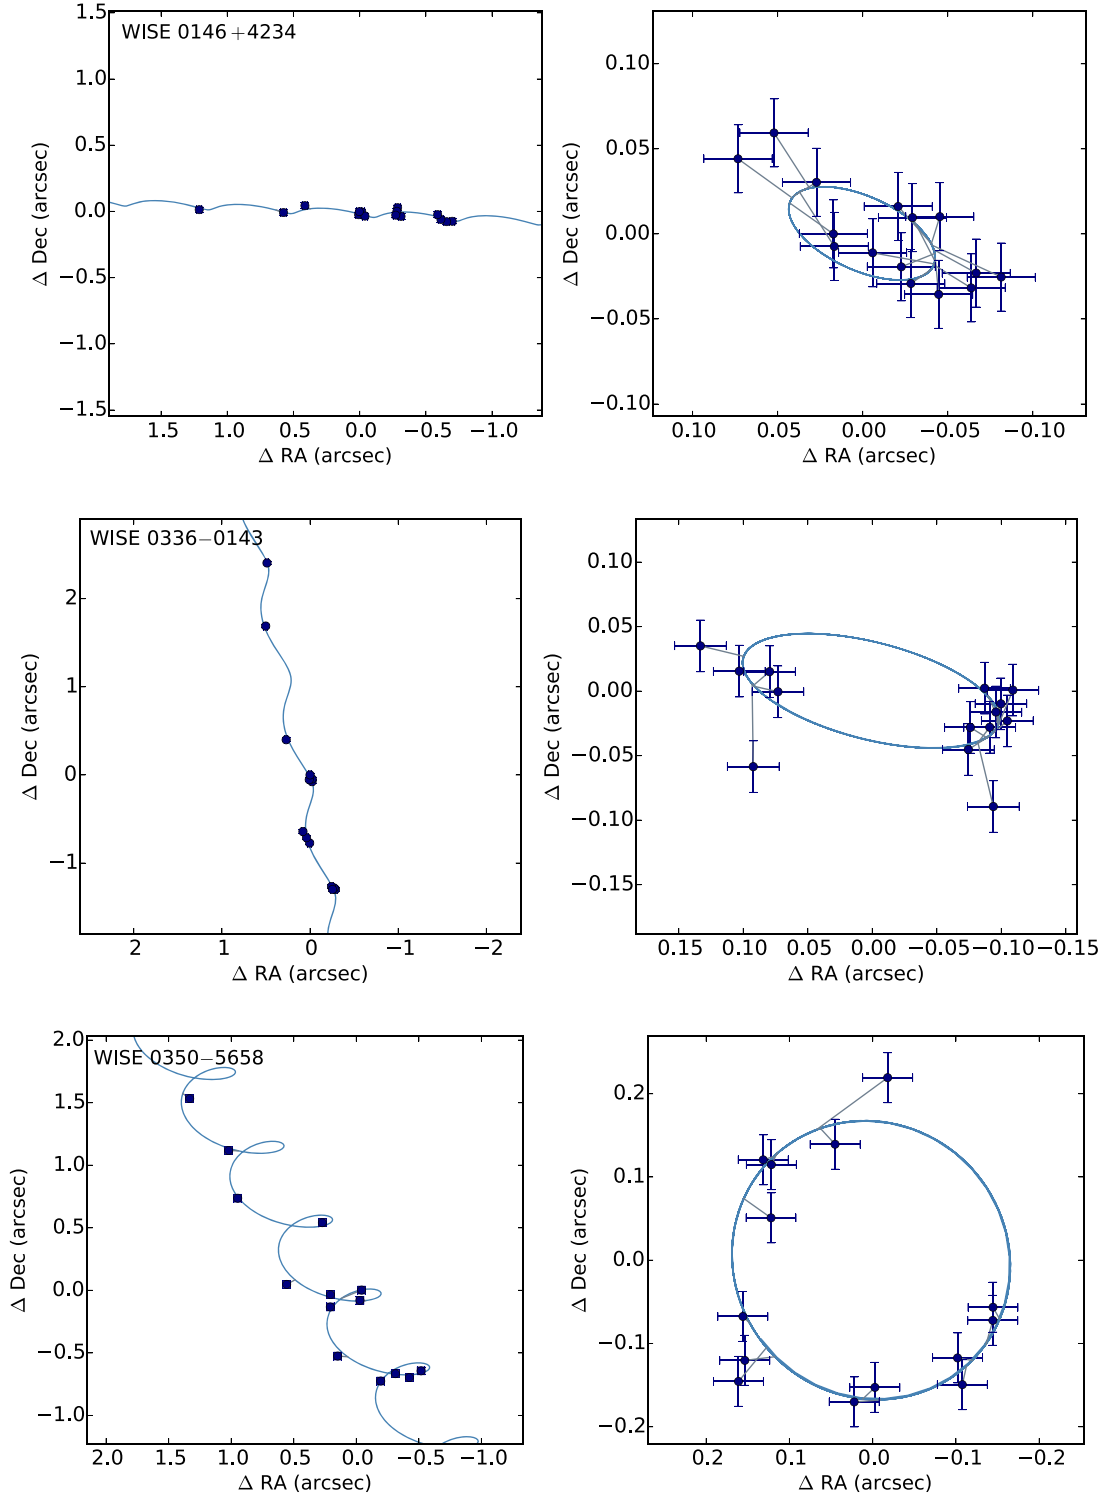 WISE 0146+4234
1.5
1.0
0.5
0.0
−0.5
−1.0
−1.5
Δ Dec (arcsec)
1.5 1.0 0.5 0.0 −0.5 −1.0
Δ RA (arcsec)
0.10
0.05
0.00
−0.05
−0.10
Δ Dec (arcsec)
0.10 0.05 0.00 −0.05 −0.10
Δ RA (arcsec)
WISE 0336−0143
2
1
0
−1
Δ Dec (arcsec)
2 1 0 −1 −2
Δ RA (arcsec)
0.10
0.05
0.00
−0.05
−0.10
−0.15
Δ Dec (arcsec)
0.15 0.10 0.05 0.00 −0.05 −0.10 −0.15
Δ RA (arcsec)
WISE 0350−5658
2.0
1.5
1.0
0.5
0.0
−0.5
−1.0
Δ Dec (arcsec)
2.0 1.5 1.0 0.5 0.0 −0.5 −1.0
Δ RA (arcsec)
0.2
0.1
0.0
−0.1
−0.2
Δ Dec (arcsec)
0.2 0.1 0.0 −0.1 −0.2
Δ RA (arcsec)